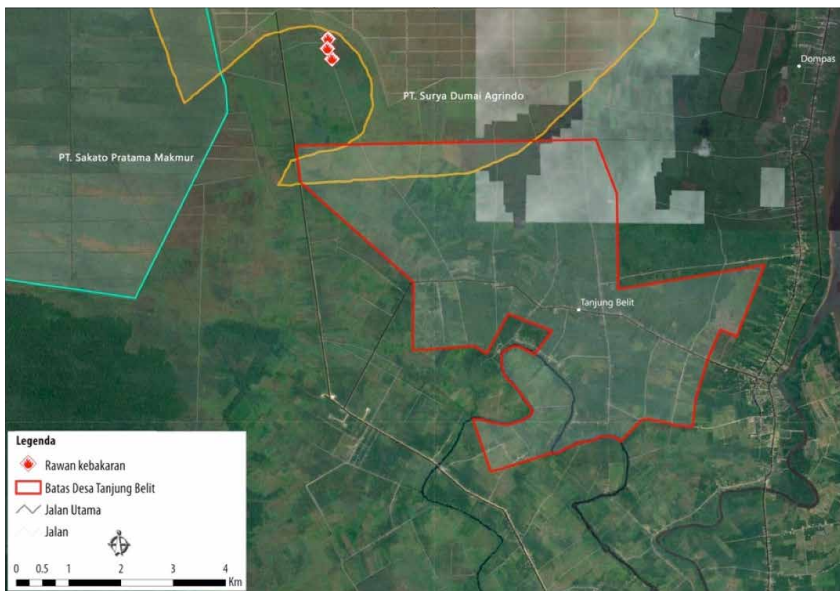 Dompas
PT. Surya Dumai Agrindo
PT. Sakato Pratama Makmur
Tanjung Belit
Legenda
Rawan kebakaran
Batas Desa Tanjung Belit
Jalan Utama
Jalan
0 0.5 1 2 3 4
Km